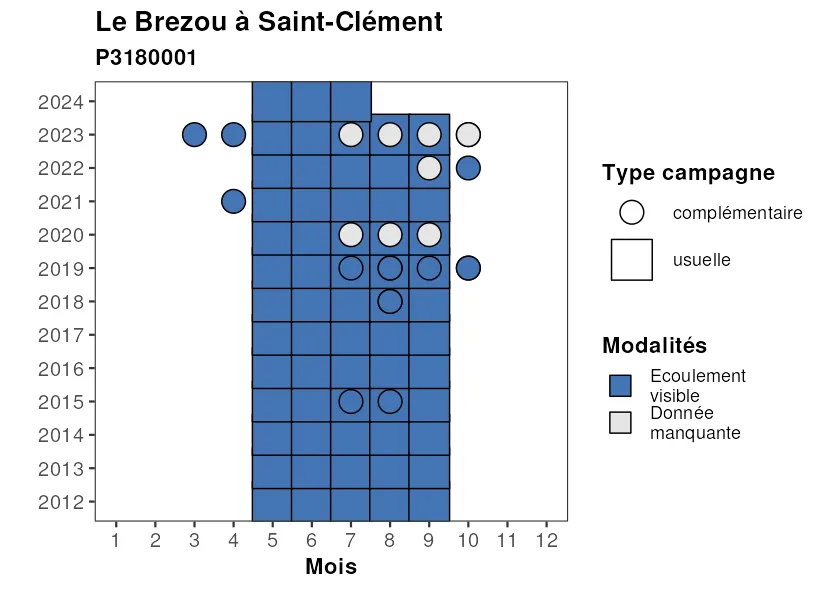 Le Brezou à Saint-Clément
P3180001
2024
2023
2022
2021
2020
2019
2018
2017
2016
2015
2014
2013
2012
1 2 3 4 5 6 7 8 9 10 11 12
Mois
Type campagne
complémentaire
usuelle
Modalités
Ecoulement
visible
Donnée
manquante